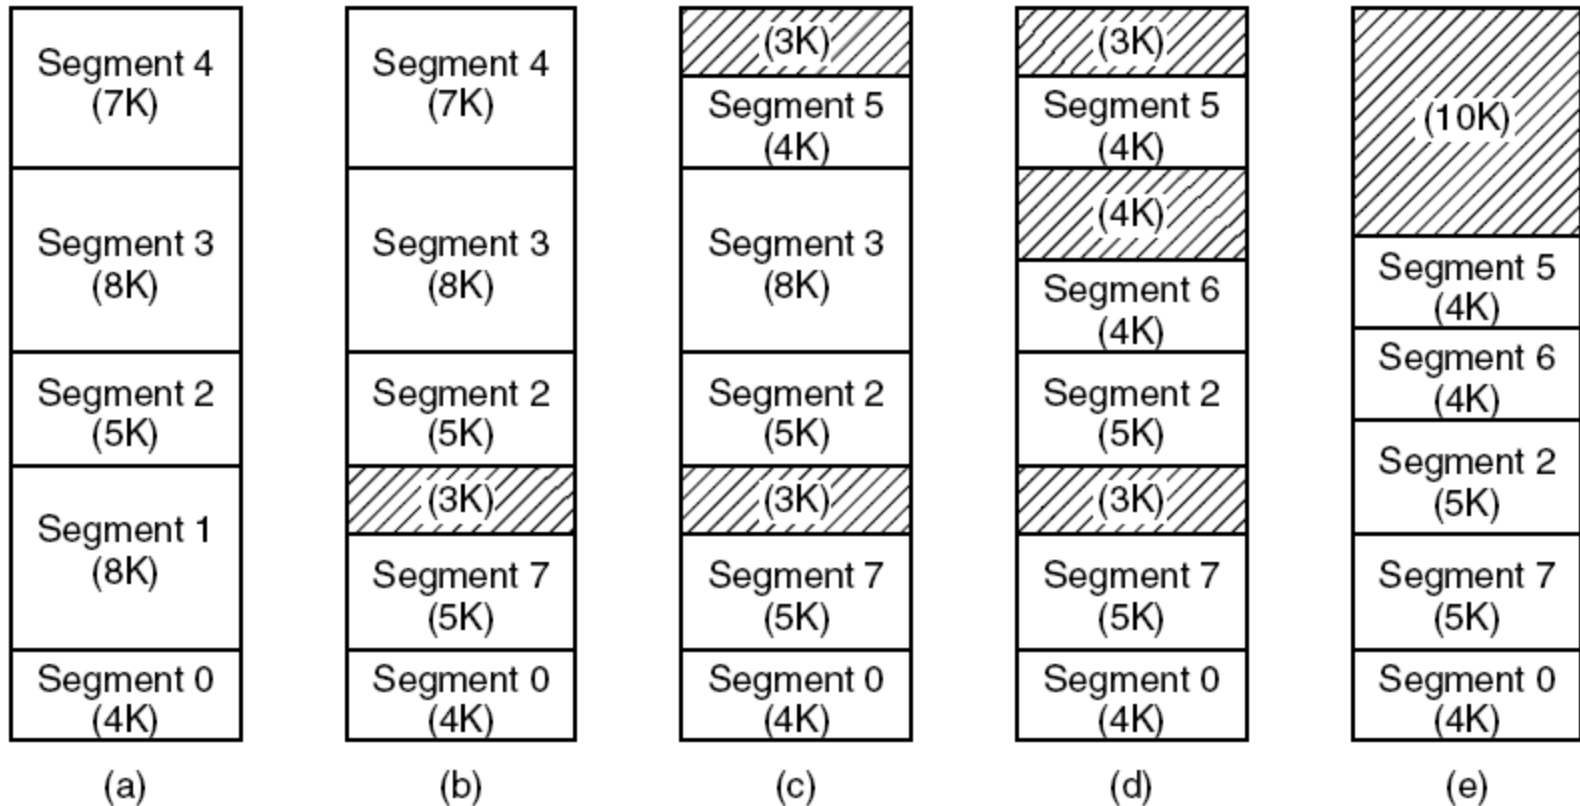 Segment 4
(7K)
Segment 3
(8K)
Segment 2
(5K)
Segment 1
(8K)
Segment 0
(4K)
(a)
Segment 4
(7K)
Segment 3
(8K)
Segment 2
(5K)
(3K)
Segment 7
(5K)
Segment 0
(4K)
(b)
(3K)
Segment 5
(4K)
Segment 3
(8K)
Segment 2
(5K)
(3K)
Segment 7
(5K)
Segment 0
(4K)
(c)
(3K)
Segment 5
(4K)
(4K)
Segment 6
(4K)
Segment 2
(5K)
(3K)
Segment 7
(5K)
Segment 0
(4K)
(d)
(10K)
Segment 5
(4K)
Segment 6
(4K)
Segment 2
(5K)
Segment 7
(5K)
Segment 0
(4K)
(e)